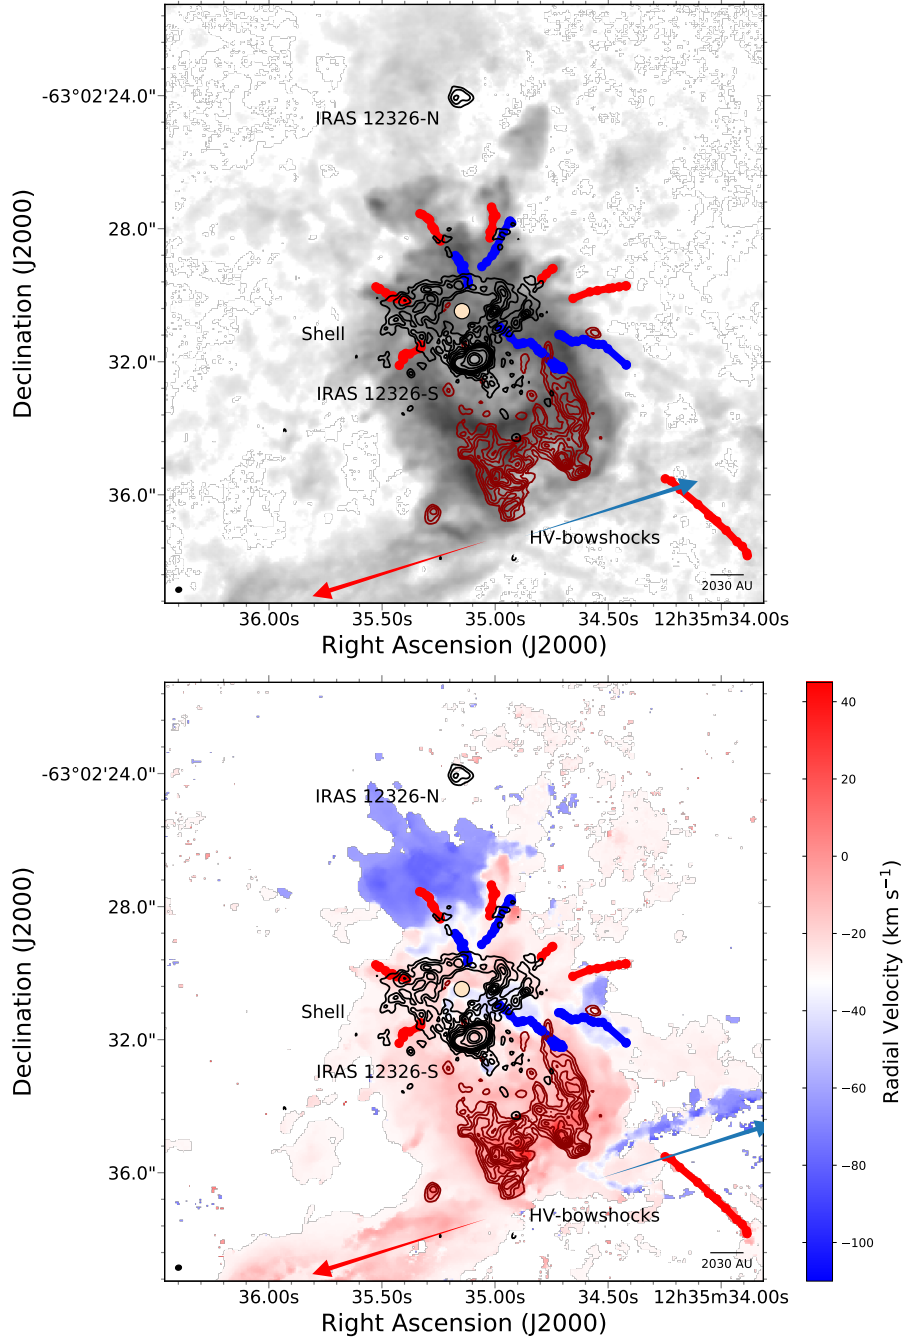 -63°02'24.0"
IRAS 12326-N
28.0"
Declination (J2000)
Shell
32.0"
IRAS 12326-S
36.0"
HV-bowshocks
2030 AU
36.00s 35.50s 35.00s 34.50s 12h35m34.00s
Right Ascension (J2000)
40
-63°02'24.0"
IRAS 12326-N
20
0
28.0"
−20
Declination (J2000)
Shell
32.0"
−40
IRAS 12326-S
−60
36.0"
−80
HV-bowshocks
−100
2030 AU
Radial Velocity (km s−1)
36.00s 35.50s 35.00s 34.50s 12h35m34.00s
Right Ascension (J2000)